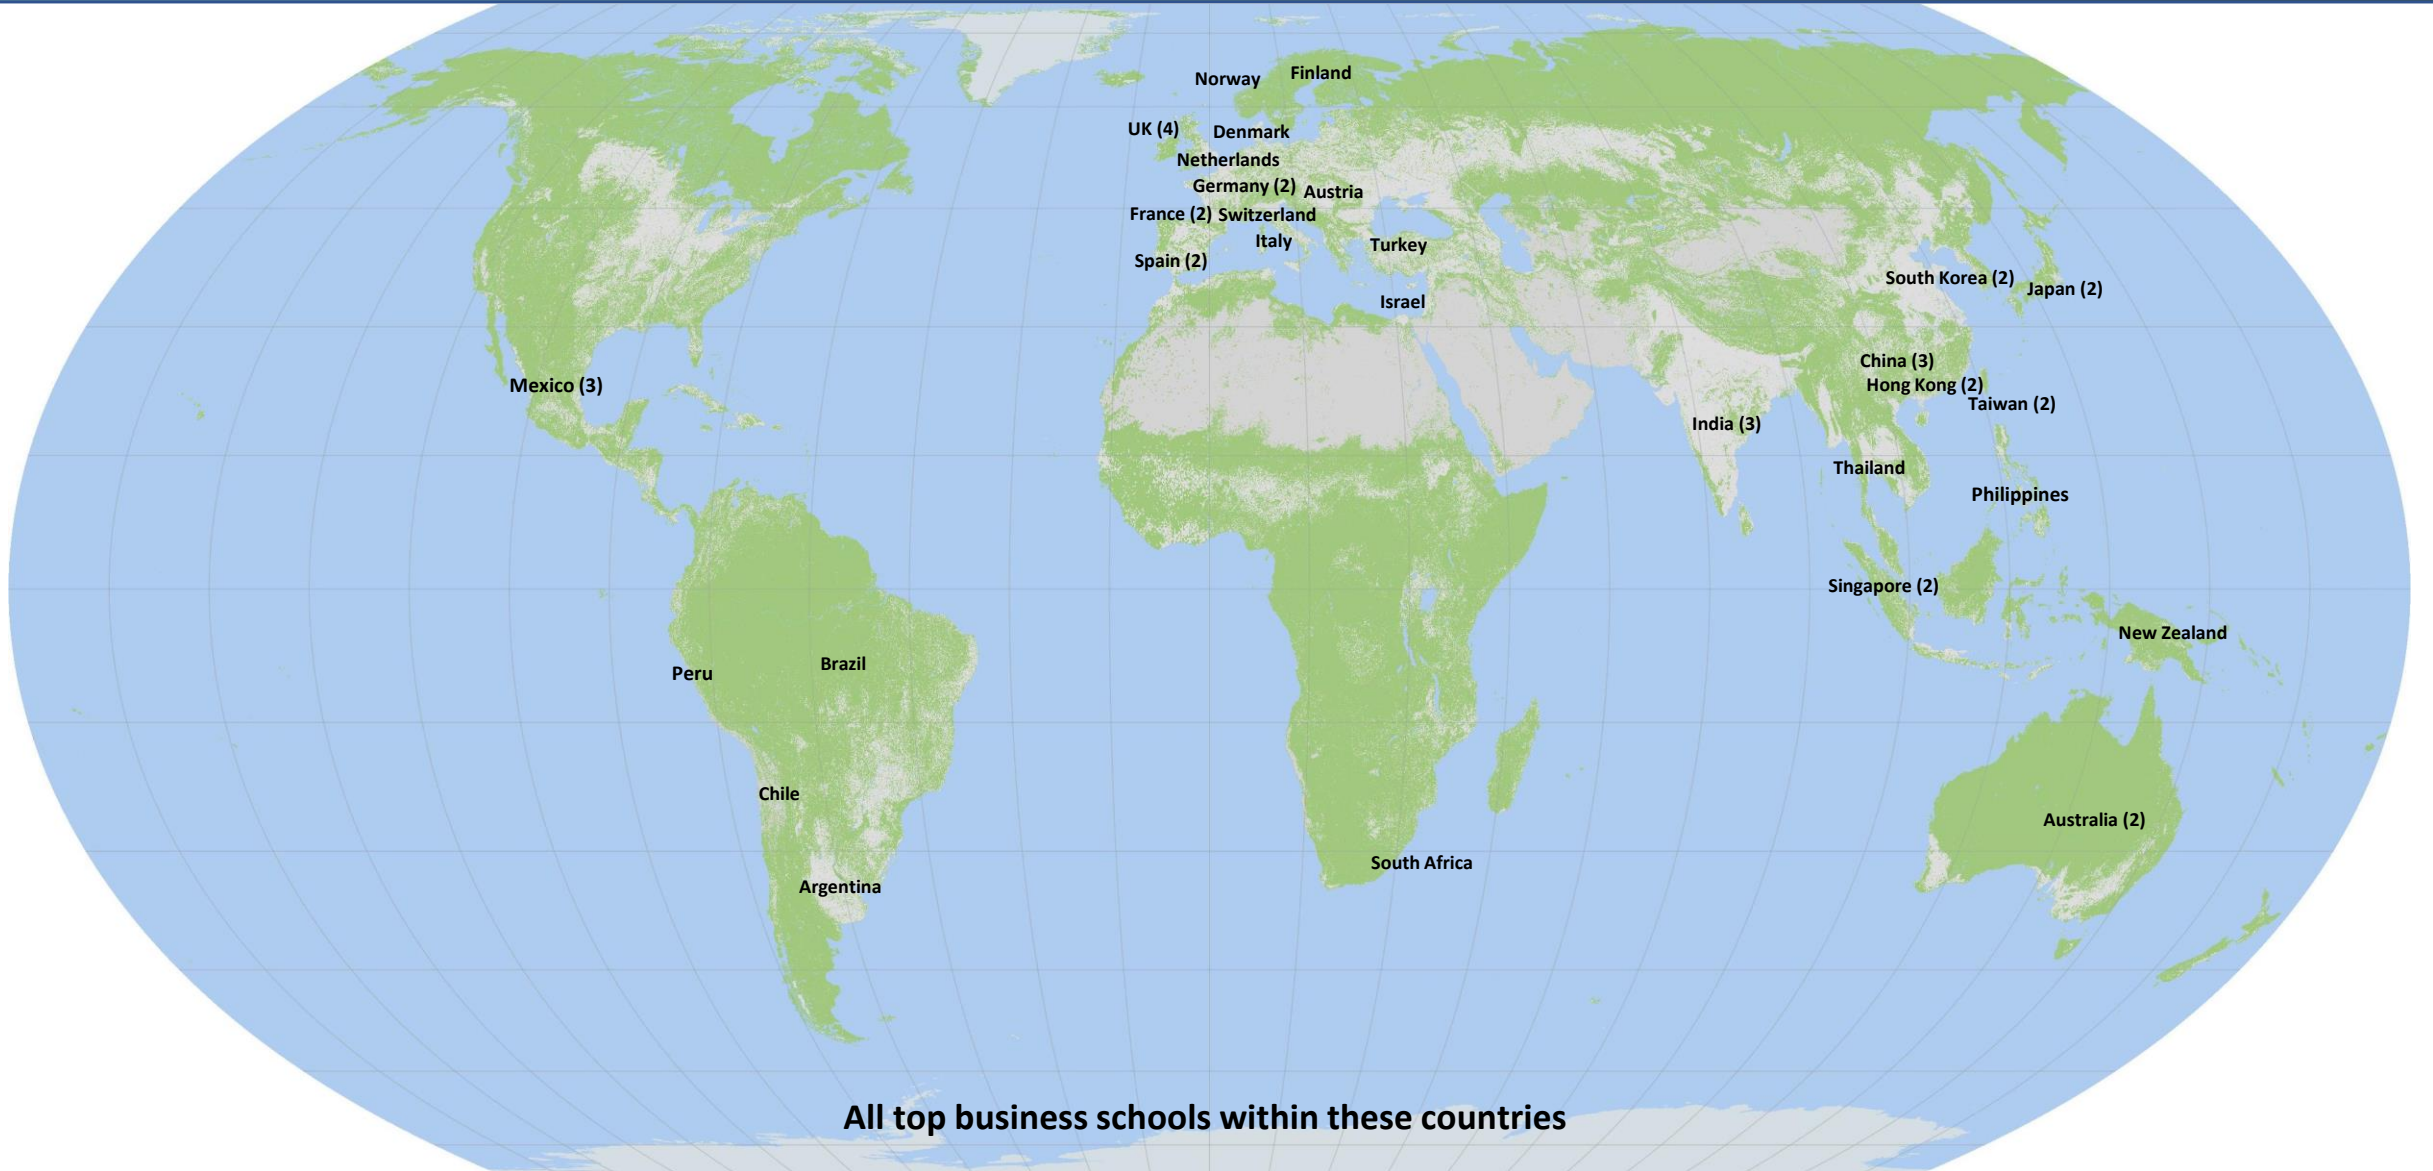 Norway
Finland
UK (4)
Denmark
Netherlands
Germany (2)
Austria
France (2)
Switzerland
Italy
Turkey
Spain (2)
Israel
South Korea (2)
Japan (2)
China (3)
Hong Kong (2)
Taiwan (2)
Mexico (3)
India (3)
Thailand
Philippines
Singapore (2)
New Zealand
Peru
Brazil
Chile
Australia (2)
South Africa
Argentina
All top business schools within these countries